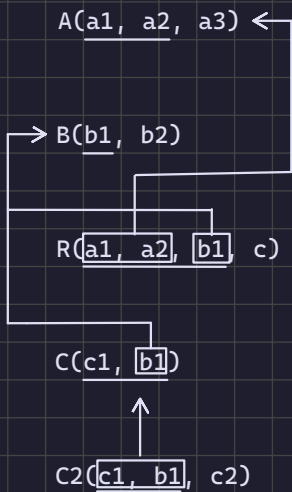 A(a1, a2, a3)
B(b1, b2)
R(a1, a2, b1, c)
C(c1, b1)
C2(c1, b1, c2)